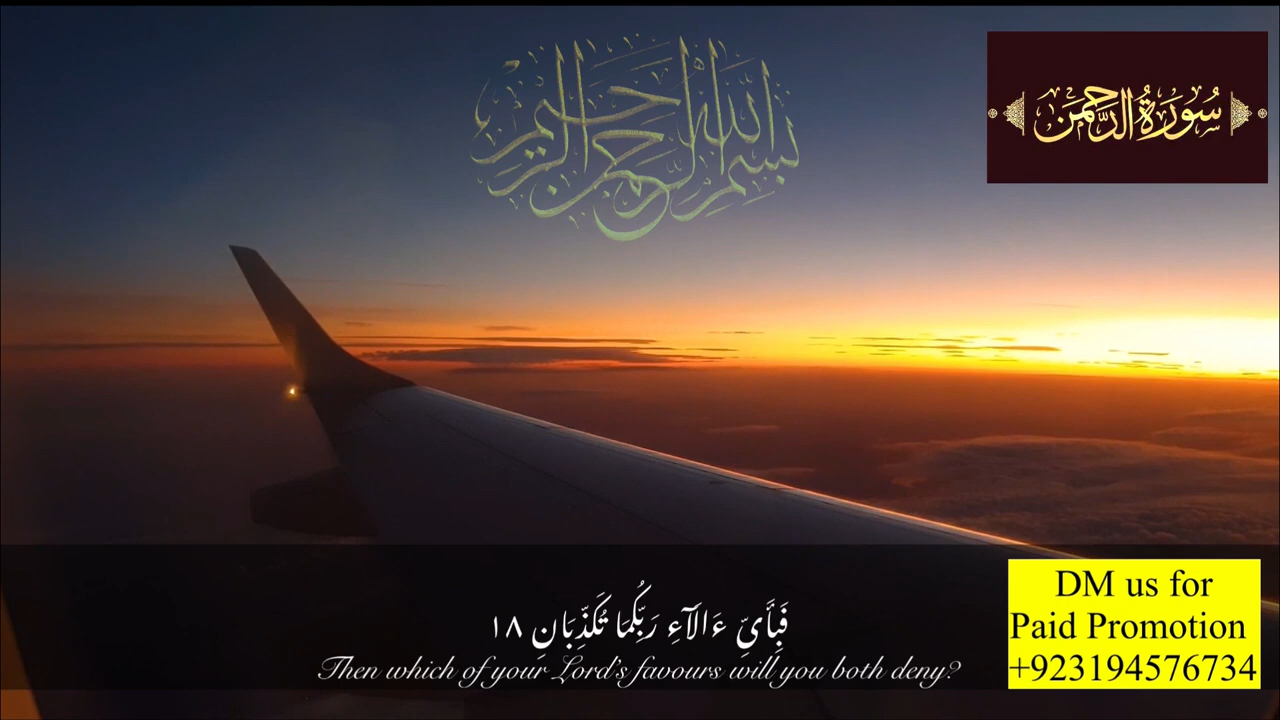 بسم الله الرحمن الرحيم
سُورَةُ الرَّحْمَن
فَبِأَيِّ ءَالَآءِ رَبِّكُمَا تُكَذِّبَانِ ١٨
Then which of your Lord's favours will you both deny?
DM us for
Paid Promotion
+923194576734